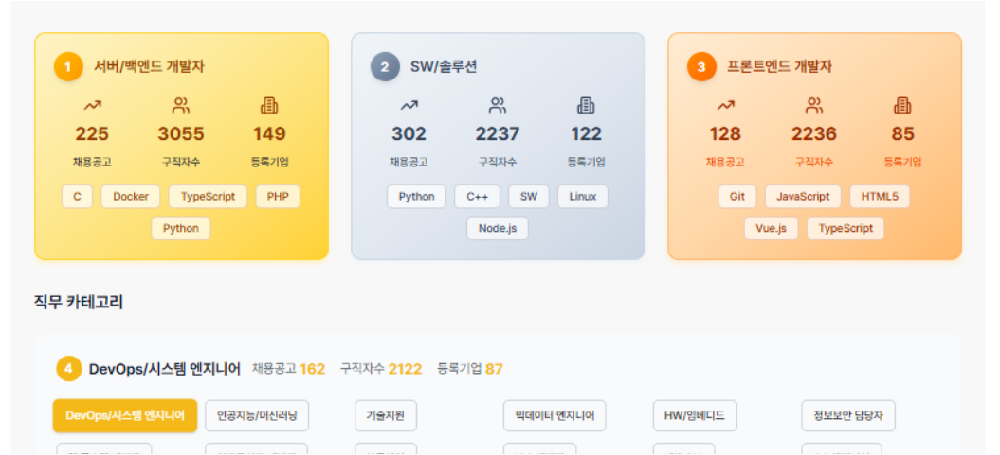 1 서버/백엔드 개발자
225 3055 149
채용공고 구직자수 등록기업
C Docker TypeScript PHP
Python
2 SW/솔루션
302 2237 122
채용공고 구직자수 등록기업
Python C++ SW Linux
Node.js
3 프론트엔드 개발자
128 2236 85
채용공고 구직자수 등록기업
Git JavaScript HTML5
Vue.js TypeScript
직무 카테고리
4 DevOps/시스템 엔지니어 채용공고 162 구직자수 2122 등록기업 87
DevOps/시스템 엔지니어 인공지능/머신러닝 기술지원 빅데이터 엔지니어 HW/임베디드 정보보안 담당자